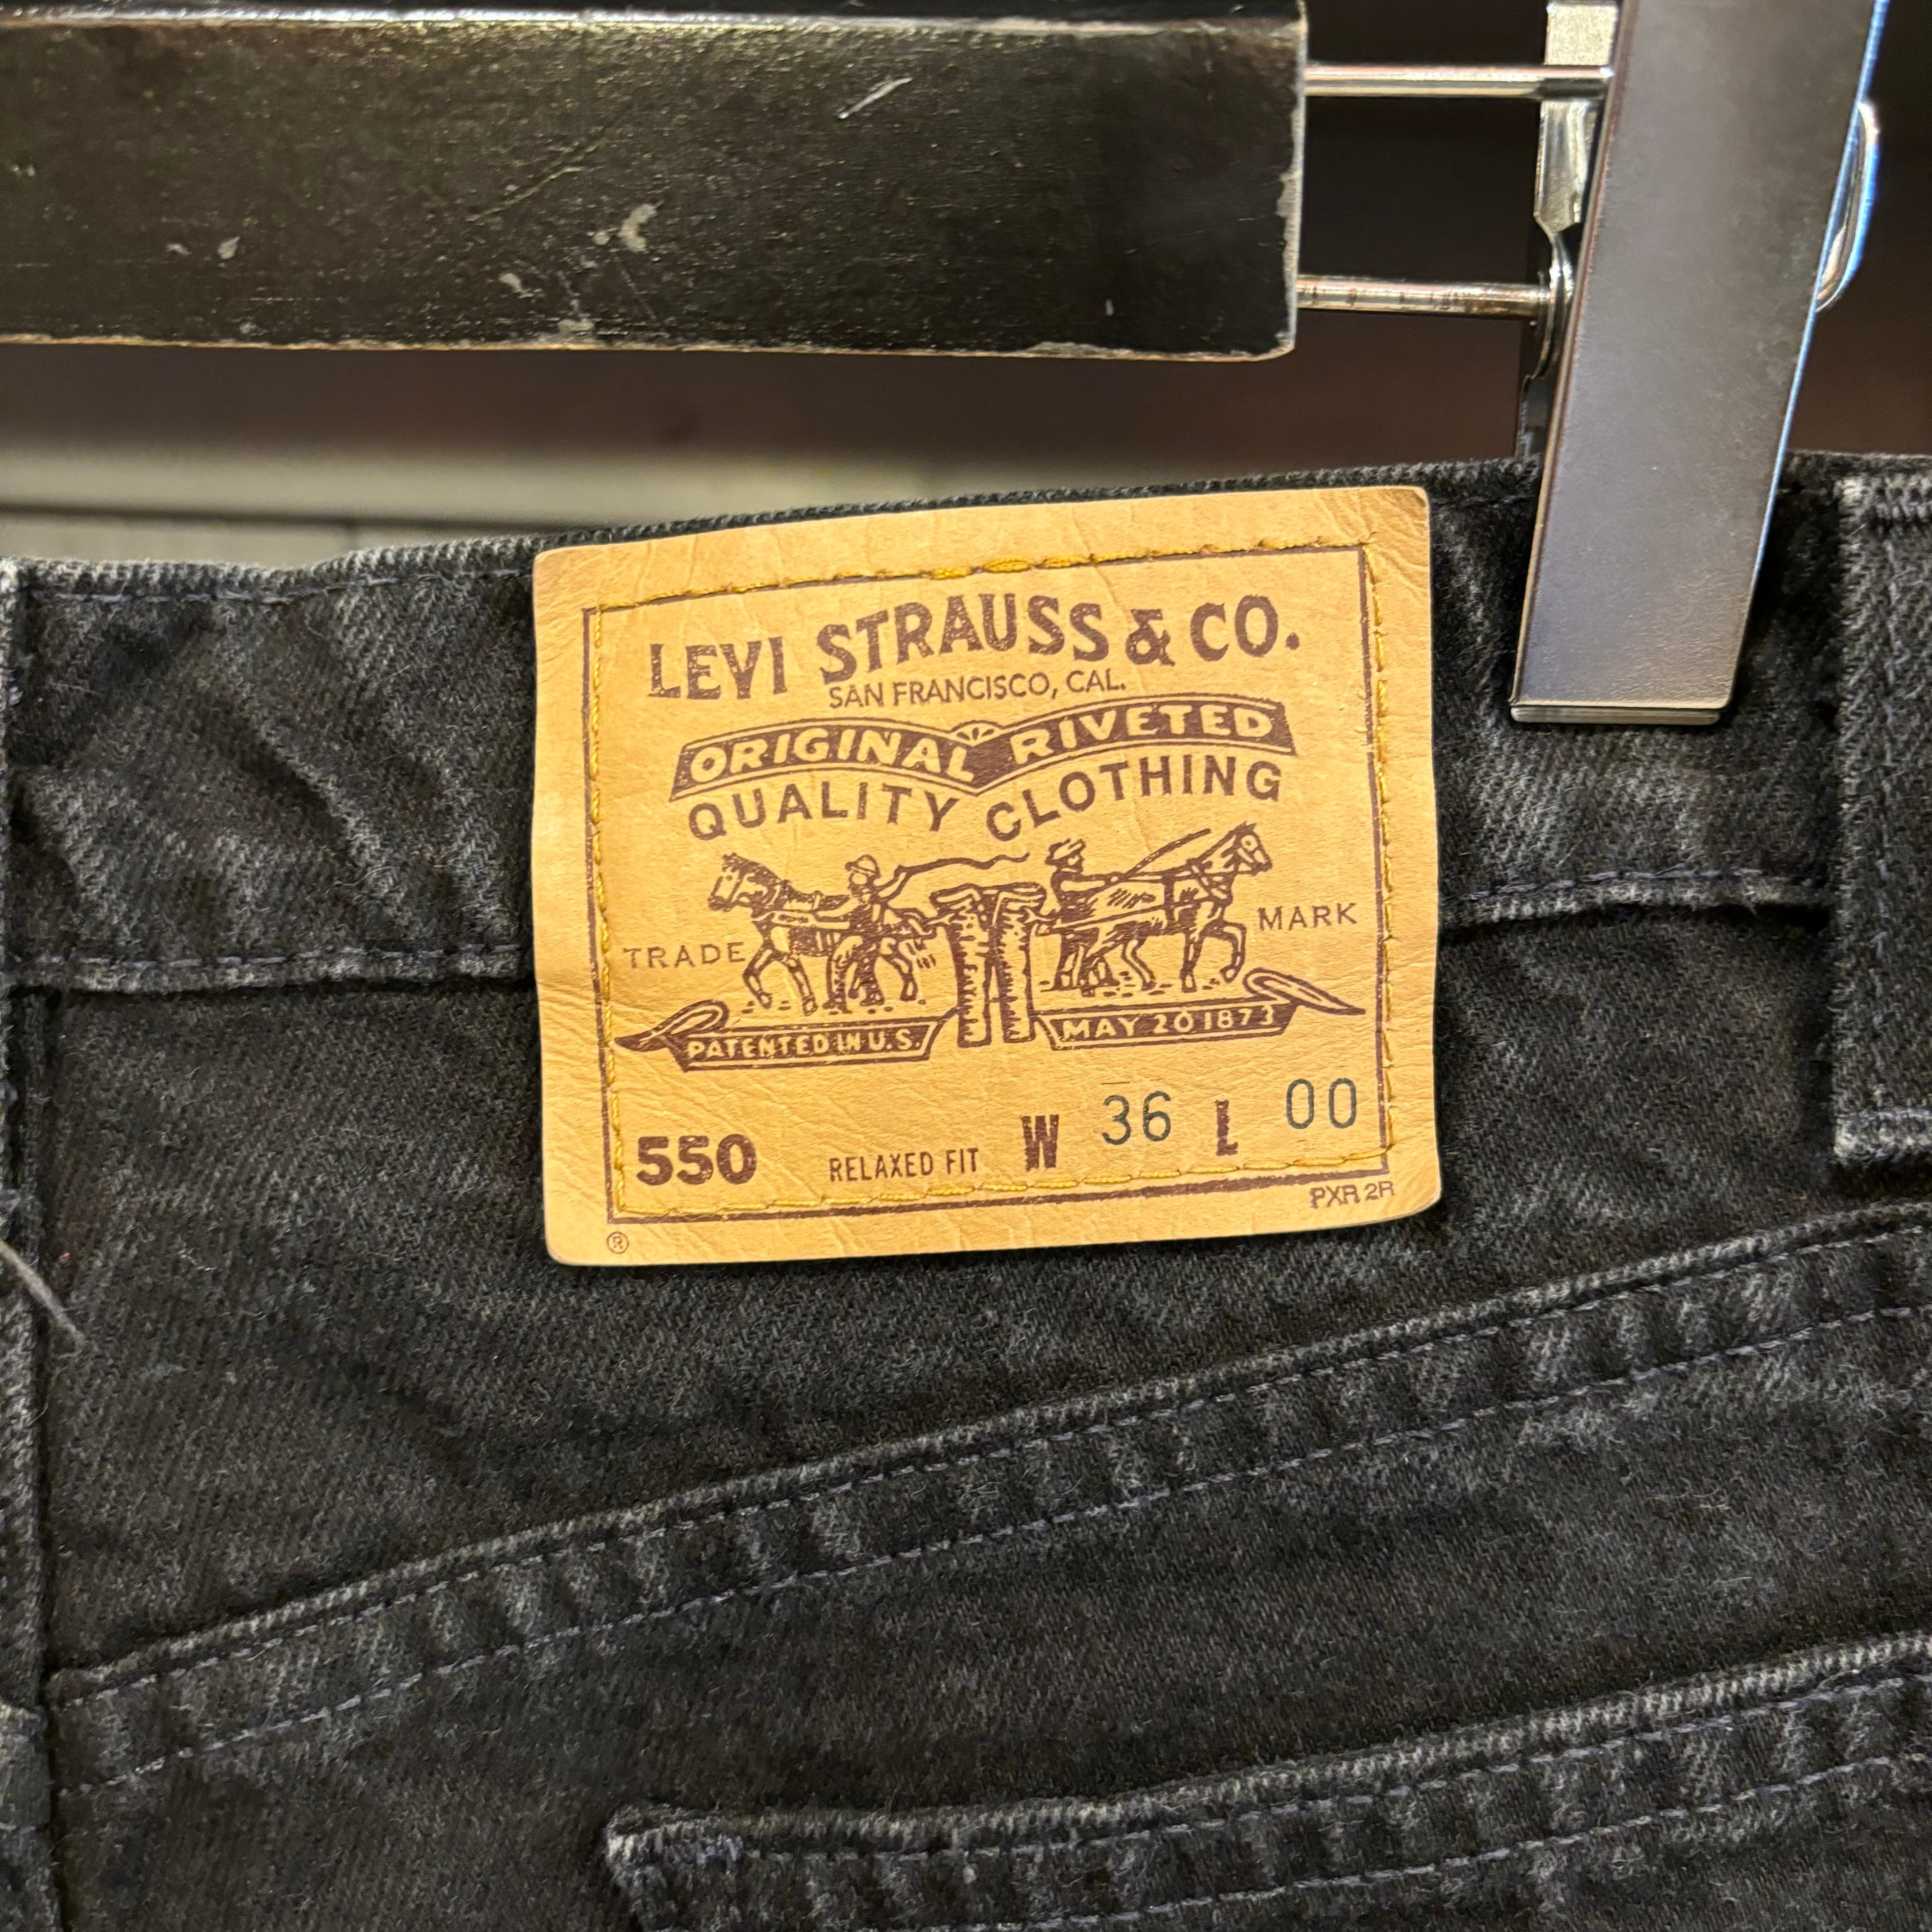 LEVI STRAUSS & CO.
SAN FRANCISCO, CAL.
ORIGINAL RIVETED
QUALITY CLOTHING
TRADE MARK
PATENTED IN U.S. MAY 20 1873
550 RELAXED FIT W 36 L 00
PXR 2R
®